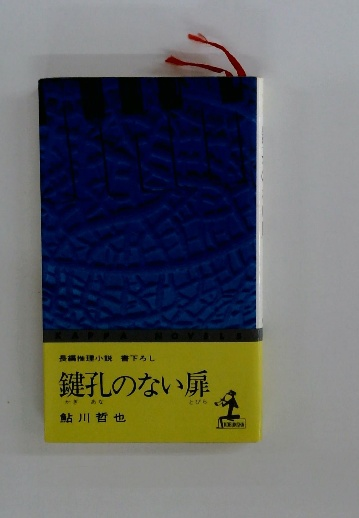 KAPPA NOVELS
長編推理小説 書下ろし
鍵孔のない扉
かぎ あな とびら
鮎川哲也